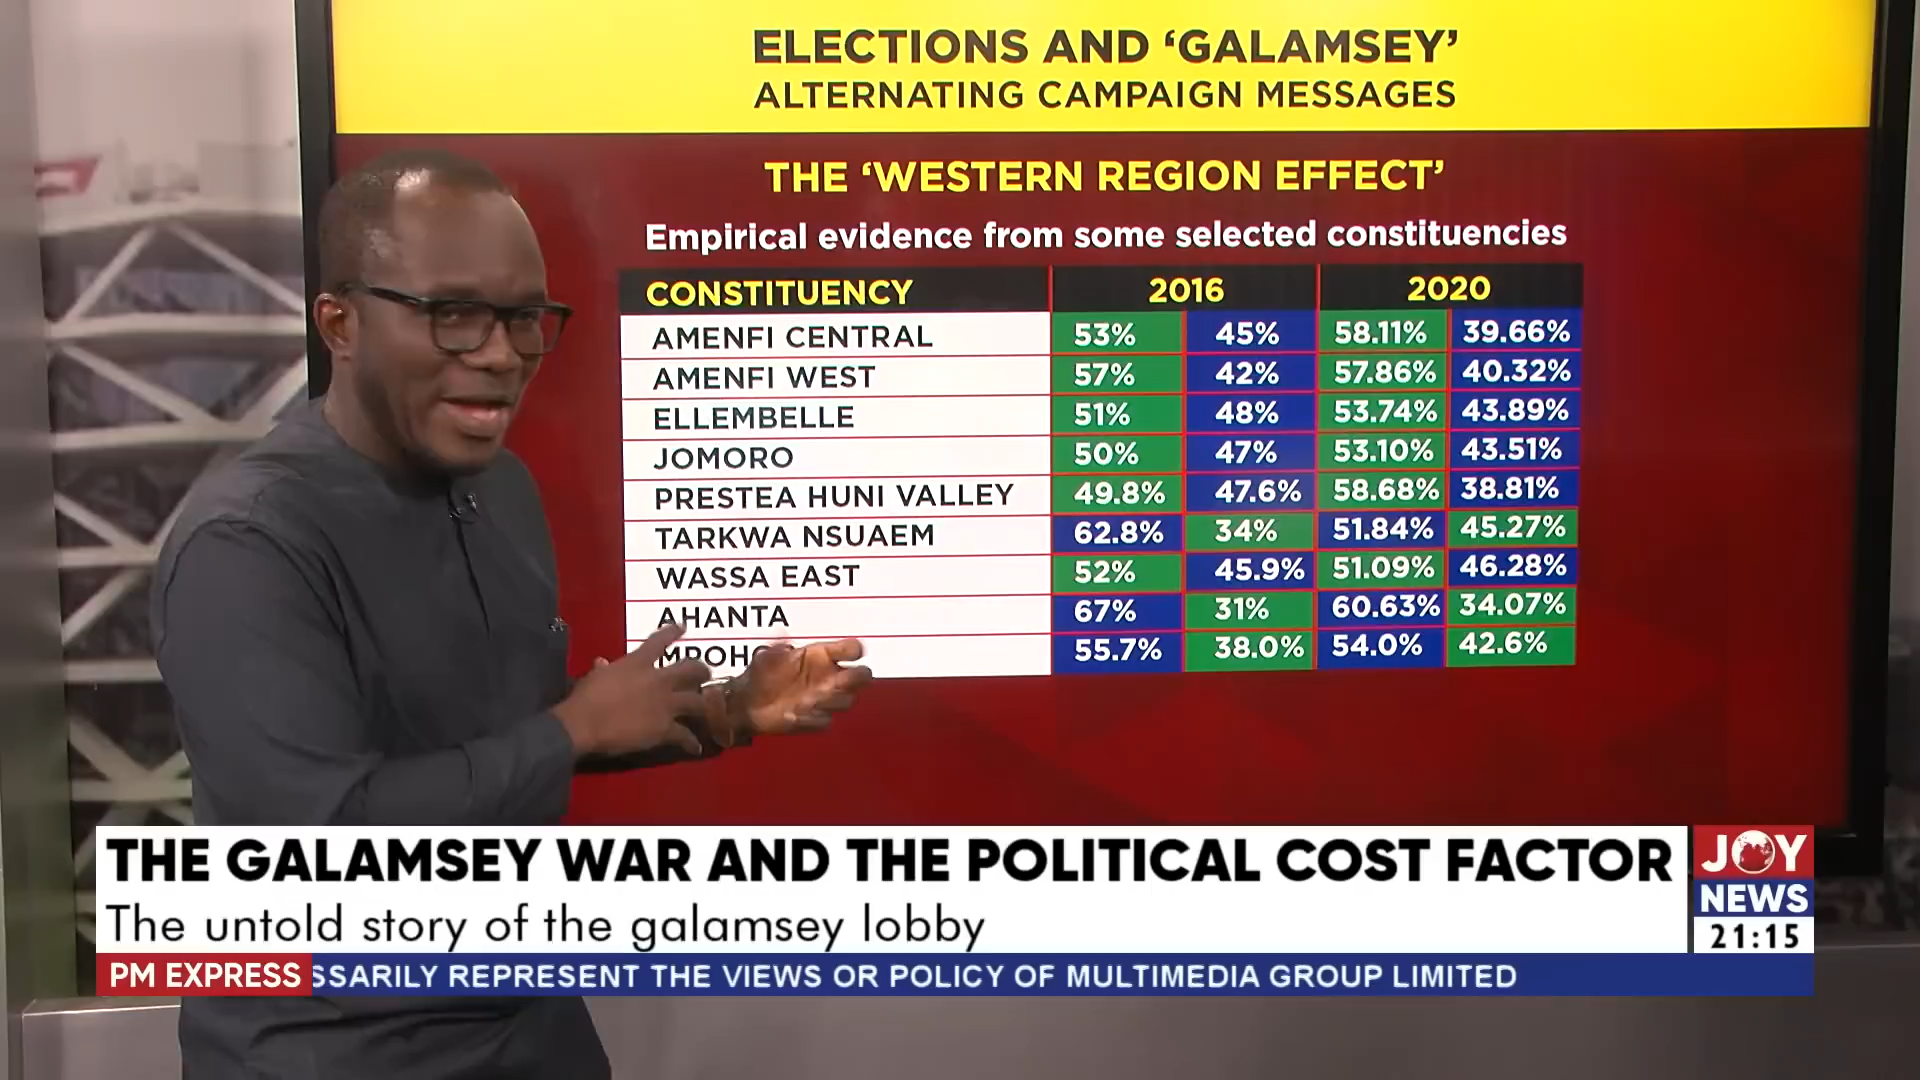 ELECTIONS AND ‘GALAMSEY’
ALTERNATING CAMPAIGN MESSAGES
THE ‘WESTERN REGION EFFECT’
Empirical evidence from some selected constituencies
CONSTITUENCY 2016 2020
AMENFI CENTRAL 53% 45% 58.11% 39.66%
AMENFI WEST 57% 42% 57.86% 40.32%
ELLEMBELLE 51% 48% 53.74% 43.89%
JOMORO 50% 47% 53.10% 43.51%
PRESTEA HUNI VALLEY 49.8% 47.6% 58.68% 38.81%
TARKWA NSUAEM 62.8% 34% 51.84% 45.27%
WASSA EAST 52% 45.9% 51.09% 46.28%
AHANTA 67% 31% 60.63% 34.07%
55.7% 38.0% 54.0% 42.6%
THE GALAMSEY WAR AND THE POLITICAL COST FACTOR
The untold story of the galamsey lobby
JOY
NEWS
21:15
PM EXPRESS SSARILY REPRESENT THE VIEWS OR POLICY OF MULTIMEDIA GROUP LIMITED